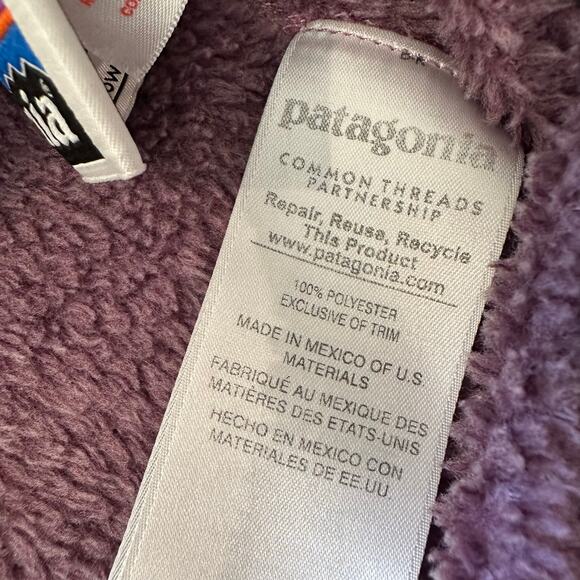 patagonia
COMMON THREADS
PARTNERSHIP
Repair, Reuse, Recycle
This Product
www.patagonia.com
100% POLYESTER
EXCLUSIVE OF TRIM
MADE IN MEXICO OF U.S.
MATERIALS
FABRIQUÉ AU MEXIQUE DES
MATIÈRES DES ETATS-UNIS
HECHO EN MEXICO CON
MATERIALES DE EE.UU